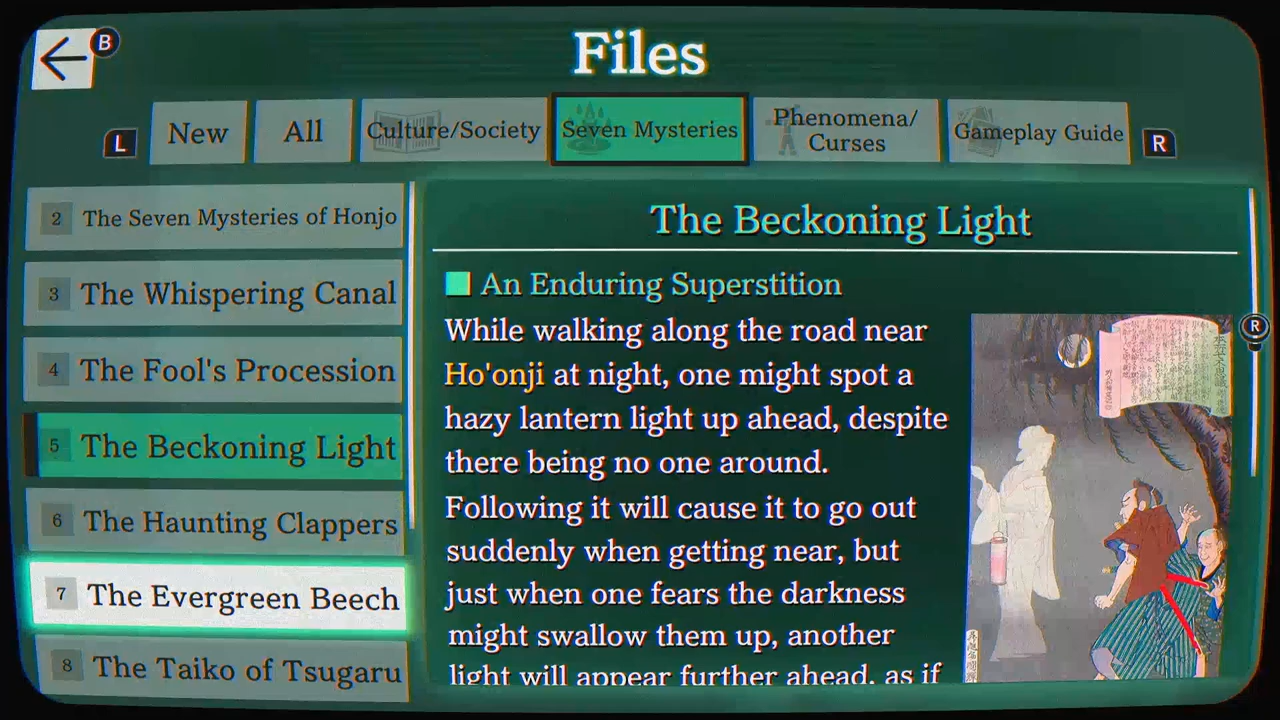 B
Files
L
New
All
Culture/Society
Seven Mysteries
Phenomena/
Curses
Gameplay Guide
R
2 The Seven Mysteries of Honjo
3 The Whispering Canal
4 The Fool's Procession
5 The Beckoning Light
6 The Haunting Clappers
7 The Evergreen Beech
8 The Taiko of Tsugaru
The Beckoning Light
An Enduring Superstition
While walking along the road near
Ho'onji at night, one might spot a
hazy lantern light up ahead, despite
there being no one around.
Following it will cause it to go out
suddenly when getting near, but
just when one fears the darkness
might swallow them up, another
light will appear further ahead, as if
R